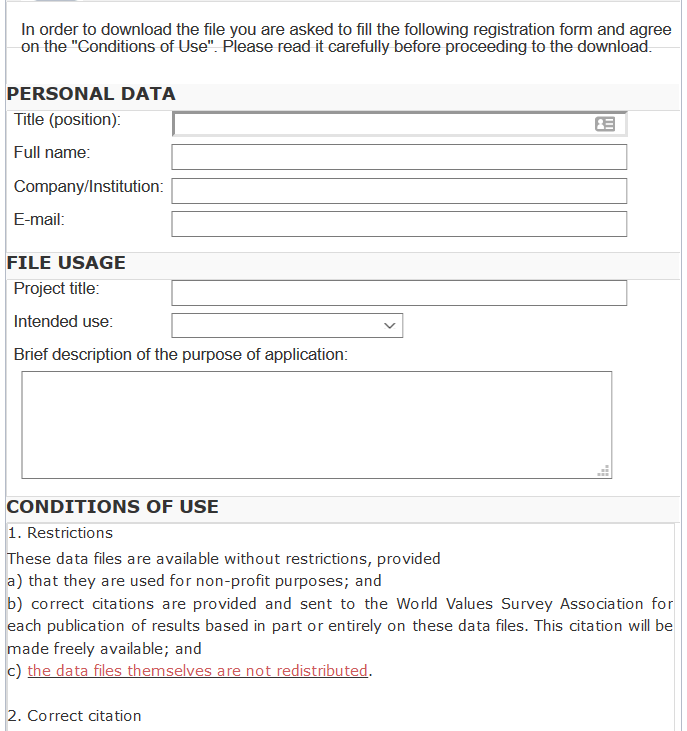 In order to download the file you are asked to fill the following registration form and agree
on the "Conditions of Use". Please read it carefully before proceeding to the download.
PERSONAL DATA
Title (position):
Full name:
Company/Institution:
E-mail:
FILE USAGE
Project title:
Intended use:
Brief description of the purpose of application:
CONDITIONS OF USE
1. Restrictions
These data files are available without restrictions, provided
a) that they are used for non-profit purposes; and
b) correct citations are provided and sent to the World Values Survey Association for
each publication of results based in part or entirely on these data files. This citation will be
made freely available; and
c) the data files themselves are not redistributed.
2. Correct citation